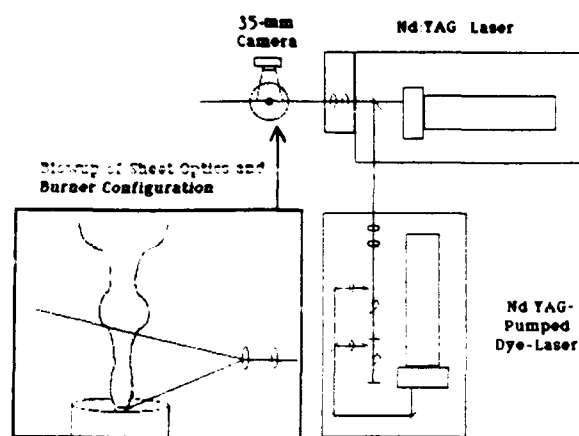 35-mm
Camera
Nd:YAG Laser
Blowup of Sheet Optics and
Burner Configuration
Nd YAG-
Pumped
Dye-Laser